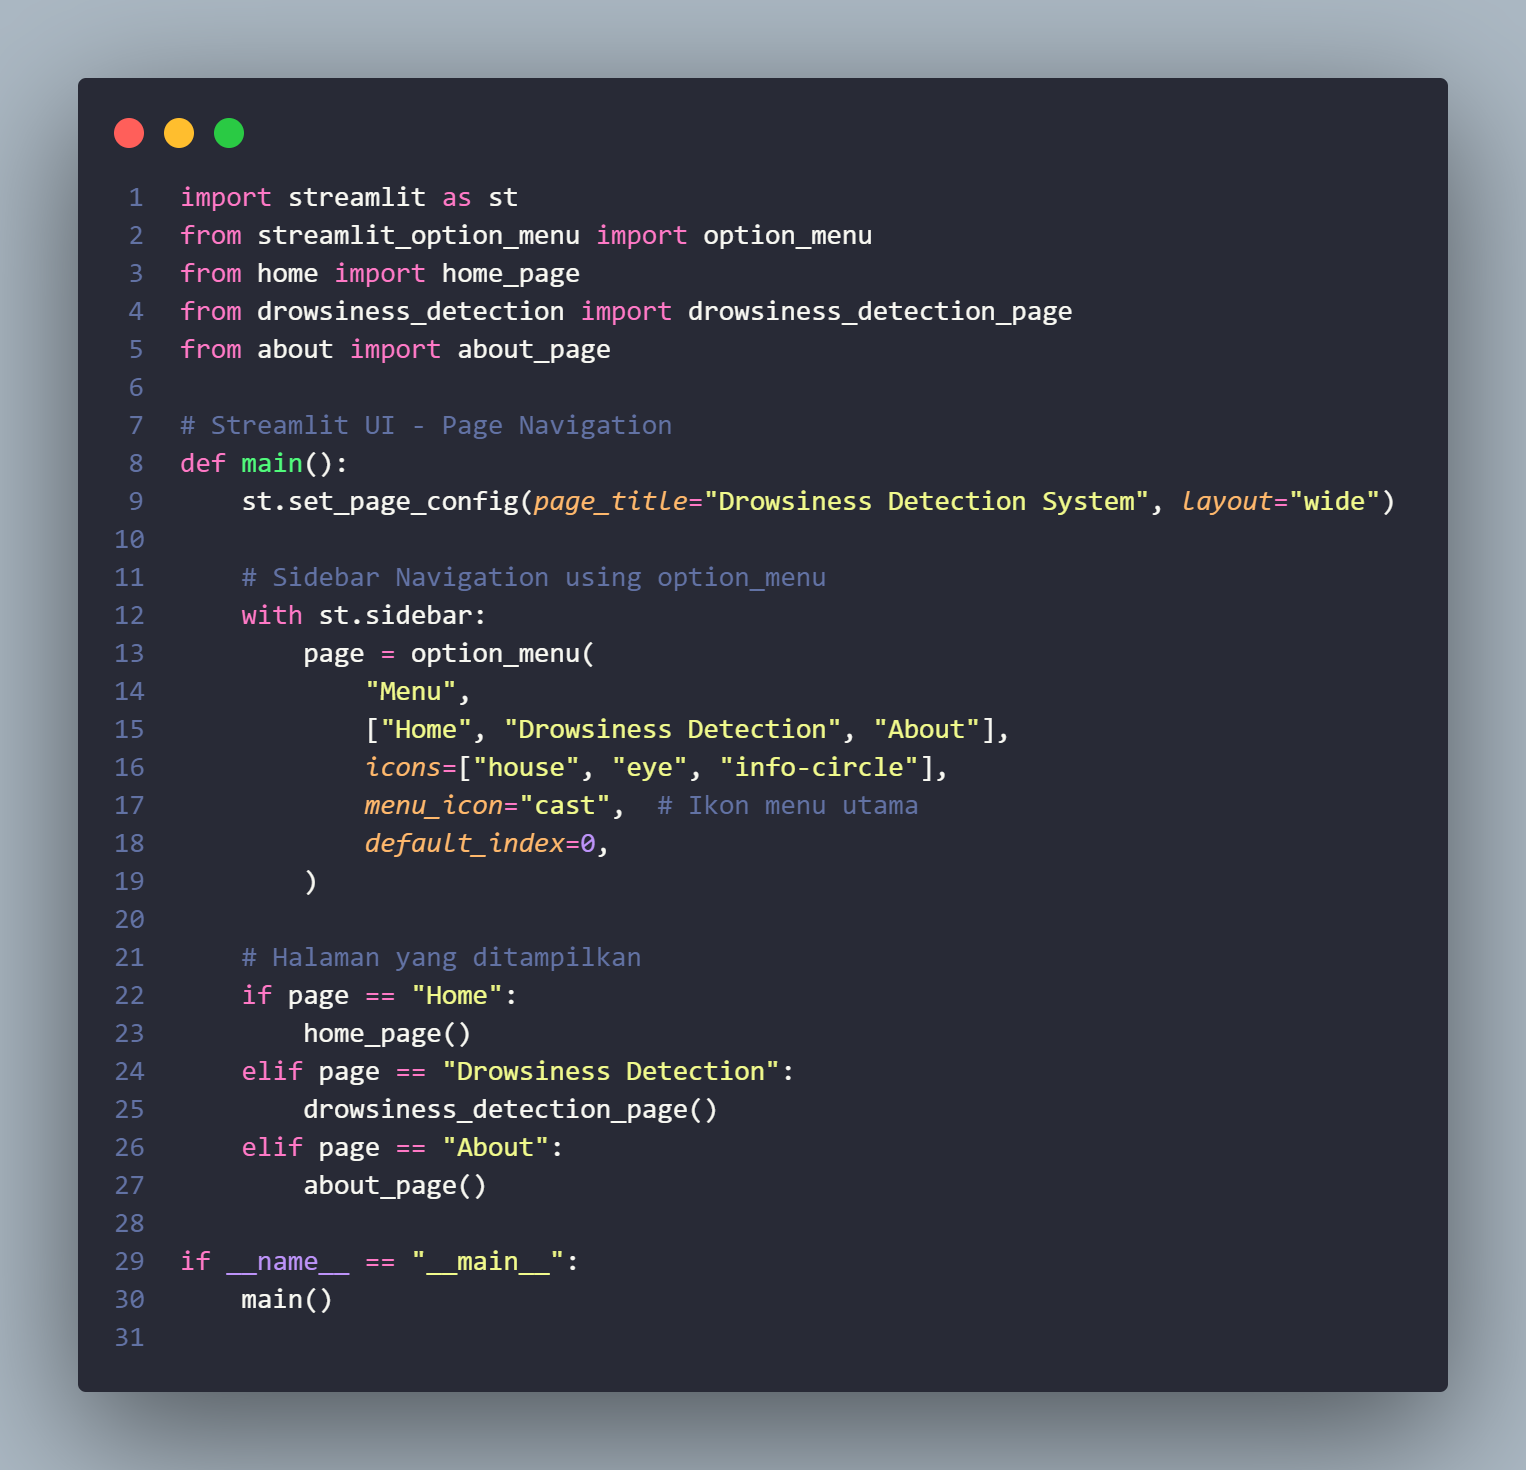 1 import streamlit as st
2 from streamlit_option_menu import option_menu
3 from home import home_page
4 from drowsiness_detection import drowsiness_detection_page
5 from about import about_page
6
7 # Streamlit UI - Page Navigation
8 def main():
9     st.set_page_config(page_title="Drowsiness Detection System", layout="wide")
10
11     # Sidebar Navigation using option_menu
12     with st.sidebar:
13         page = option_menu(
14             "Menu",
15             ["Home", "Drowsiness Detection", "About"],
16             icons=["house", "eye", "info-circle"],
17             menu_icon="cast",  # Ikon menu utama
18             default_index=0,
19         )
20
21     # Halaman yang ditampilkan
22     if page == "Home":
23         home_page()
24     elif page == "Drowsiness Detection":
25         drowsiness_detection_page()
26     elif page == "About":
27         about_page()
28
29 if __name__ == "__main__":
30     main()
31